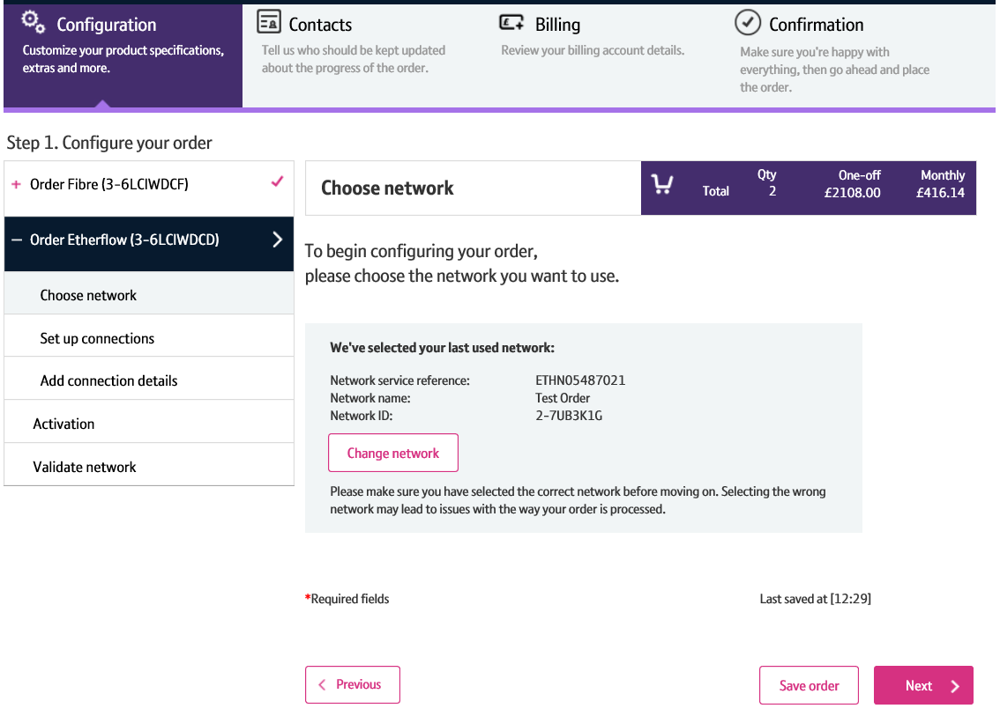 Configuration
Customize your product specifications,
extras and more.
Contacts
Tell us who should be kept updated
about the progress of the order.
Billing
Review your billing account details.
Confirmation
Make sure you're happy with
everything, then go ahead and place
the order.
Step 1. Configure your order
+ Order Fibre (3-6LCIWDCF)
– Order Etherflow (3-6LCIWDCD)
Choose network
Set up connections
Add connection details
Activation
Validate network
Choose network
Qty One-off Monthly
Total 2 £2108.00 £416.14
To begin configuring your order,
please choose the network you want to use.
We've selected your last used network:
Network service reference: ETHN05487021
Network name: Test Order
Network ID: 2-7UB3K1G
Change network
Please make sure you have selected the correct network before moving on. Selecting the wrong
network may lead to issues with the way your order is processed.
*Required fields Last saved at [12:29]
Previous Save order Next